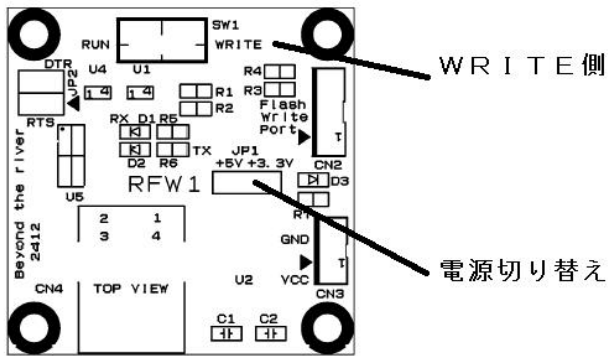 SW1
RUN WRITE
WRITE側
DTR
JP2
U4 U1
R4
R3
R1
R2
Flash
Write
Port
RTS
RX D1 R5
D2 R6 TX
JP1
+5V +3.3V
CN2
RFW1
D3
U5
2 1
3 4
GND
VCC
CN3
電源切り替え
Beyond the river
2412
CN4
TOP VIEW
U2
C1 C2